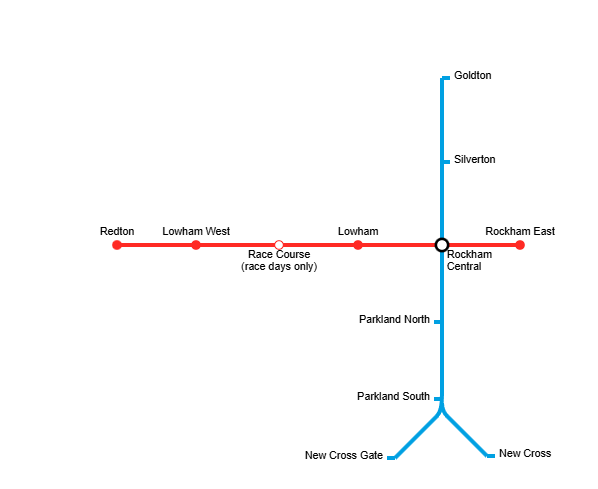 Goldton
Silverton
Redton
Lowham West
Lowham
Rockham East
Race Course
(race days only)
Rockham
Central
Parkland North
Parkland South
New Cross Gate
New Cross